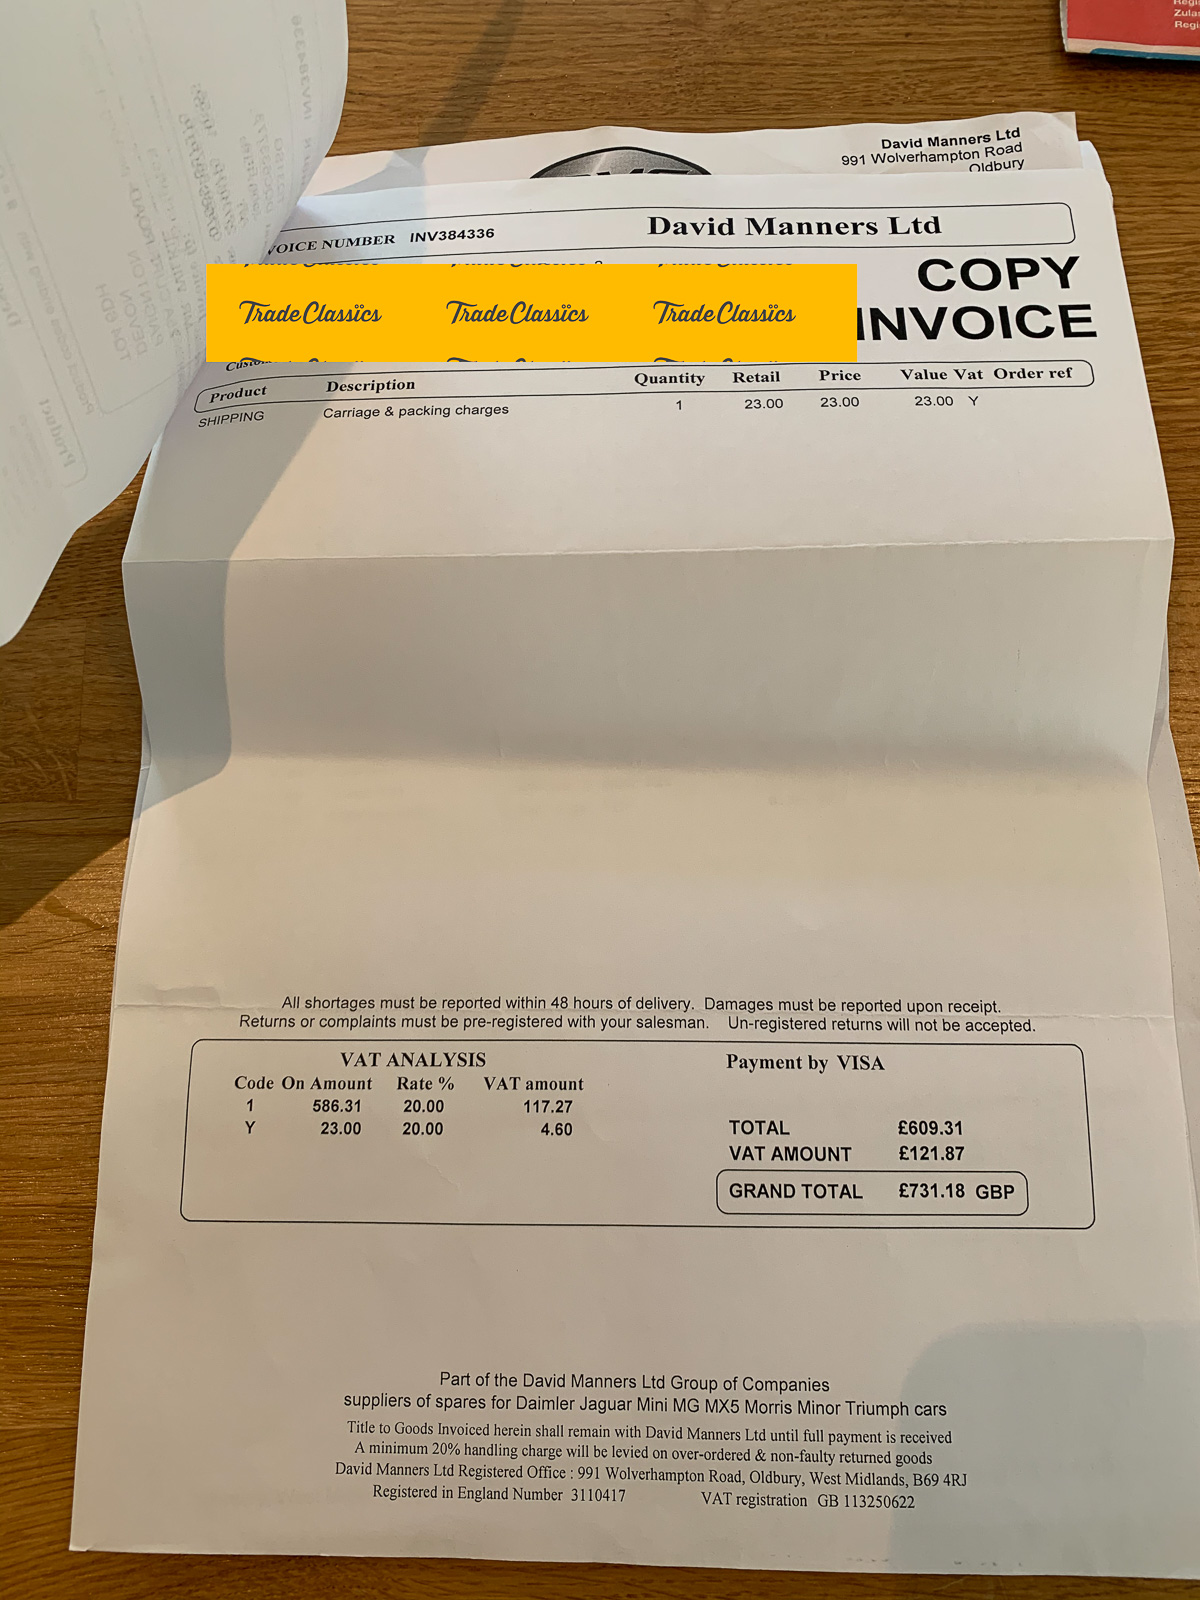 Regi
Zula
Regi
David Manners Ltd
991 Wolverhampton Road
Oldbury
VOICE NUMBER INV384336
David Manners Ltd
COPY
INVOICE
Trade Classics Trade Classics Trade Classics
Product Description Quantity Retail Price Value Vat Order ref
SHIPPING Carriage & packing charges 1 23.00 23.00 23.00 Y
All shortages must be reported within 48 hours of delivery. Damages must be reported upon receipt.
Returns or complaints must be pre-registered with your salesman. Un-registered returns will not be accepted.
VAT ANALYSIS Payment by VISA
Code On Amount Rate % VAT amount
1 586.31 20.00 117.27
Y 23.00 20.00 4.60
TOTAL £609.31
VAT AMOUNT £121.87
GRAND TOTAL £731.18 GBP
Part of the David Manners Ltd Group of Companies
suppliers of spares for Daimler Jaguar Mini MG MX5 Morris Minor Triumph cars
Title to Goods Invoiced herein shall remain with David Manners Ltd until full payment is received
A minimum 20% handling charge will be levied on over-ordered & non-faulty returned goods
David Manners Ltd Registered Office : 991 Wolverhampton Road, Oldbury, West Midlands, B69 4RJ
Registered in England Number 3110417 VAT registration GB 113250622